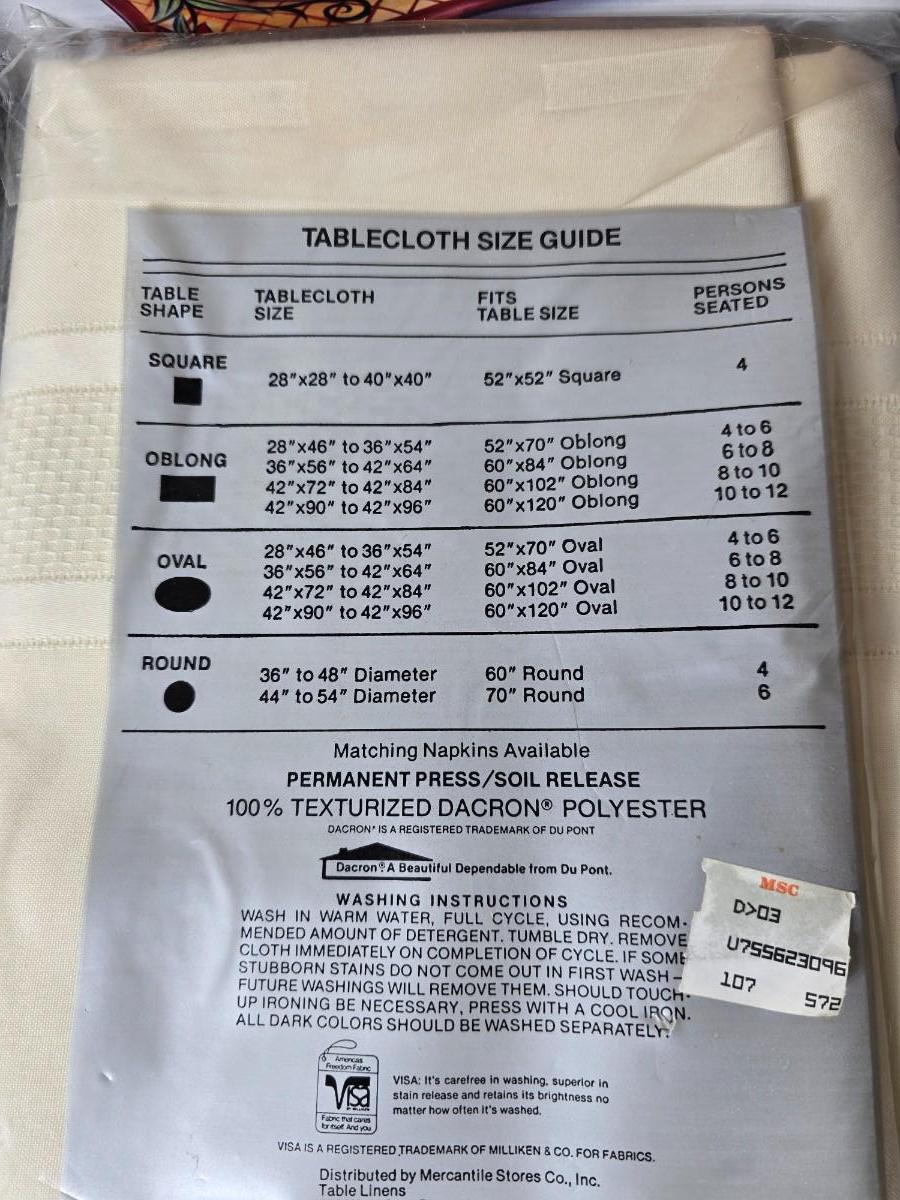 TABLECLOTH SIZE GUIDE
TABLE SHAPE TABLECLOTH SIZE FITS TABLE SIZE PERSONS SEATED
SQUARE 28"x28" to 40"x40" 52"x52" Square 4
OBLONG
28"x46" to 36"x54" 52"x70" Oblong 4 to 6
36"x56" to 42"x64" 60"x84" Oblong 6 to 8
42"x72" to 42"x84" 60"x102" Oblong 8 to 10
42"x90" to 42"x96" 60"x120" Oblong 10 to 12
OVAL
28"x46" to 36"x54" 52"x70" Oval 4 to 6
36"x56" to 42"x64" 60"x84" Oval 6 to 8
42"x72" to 42"x84" 60"x102" Oval 8 to 10
42"x90" to 42"x96" 60"x120" Oval 10 to 12
ROUND
36" to 48" Diameter 60" Round 4
44" to 54" Diameter 70" Round 6
Matching Napkins Available
PERMANENT PRESS/SOIL RELEASE
100% TEXTURIZED DACRON® POLYESTER
DACRON® IS A REGISTERED TRADEMARK OF DU PONT
Dacron® A Beautiful Dependable from Du Pont.
WASHING INSTRUCTIONS
WASH IN WARM WATER, FULL CYCLE, USING RECOM-
MENDED AMOUNT OF DETERGENT. TUMBLE DRY. REMOVE
CLOTH IMMEDIATELY ON COMPLETION OF CYCLE. IF SOME
STUBBORN STAINS DO NOT COME OUT IN FIRST WASH –
FUTURE WASHINGS WILL REMOVE THEM. SHOULD TOUCH-
UP IRONING BE NECESSARY, PRESS WITH A COOL IRON.
ALL DARK COLORS SHOULD BE WASHED SEPARATELY.
MSC
D>03
U755623096
107 572
America's
Freedom Fabric
Visa
BY MILLIKEN
Fabric that cares
for itself. And you.
VISA: It's carefree in washing, superior in
stain release and retains its brightness no
matter how often it's washed.
VISA IS A REGISTERED TRADEMARK OF MILLIKEN & CO. FOR FABRICS.
Distributed by Mercantile Stores Co., Inc.
Table Linens